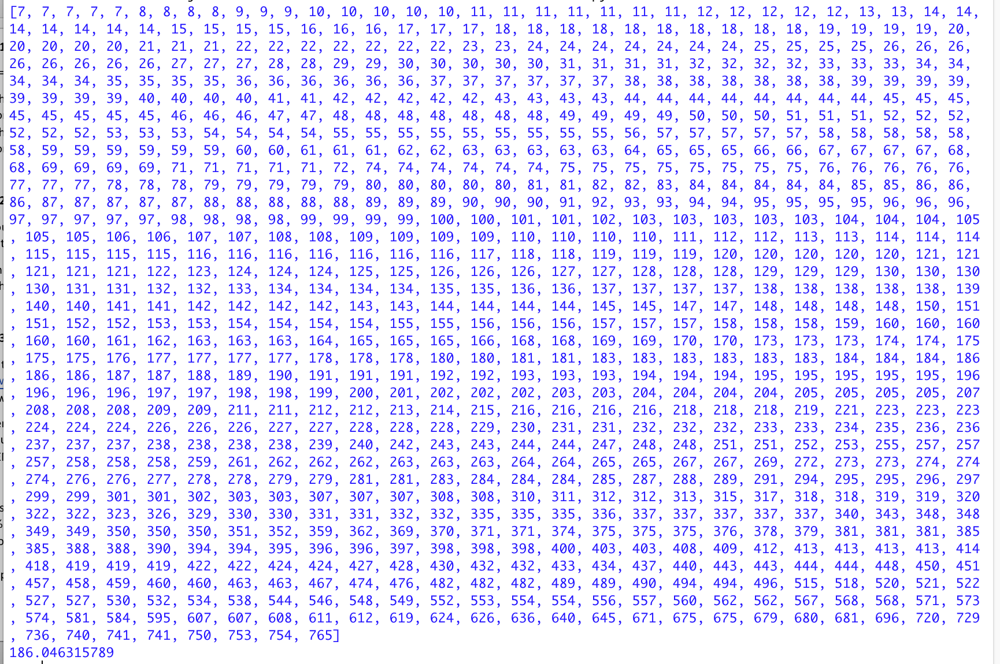 [7, 7, 7, 7, 7, 8, 8, 8, 8, 9, 9, 9, 10, 10, 10, 10, 10, 11, 11, 11, 11, 11, 11, 11, 12, 12, 12, 12, 12, 13, 13, 14, 14,
14, 14, 14, 14, 14, 15, 15, 15, 15, 16, 16, 16, 17, 17, 17, 18, 18, 18, 18, 18, 18, 18, 18, 18, 18, 19, 19, 19, 19, 20,
20, 20, 20, 20, 21, 21, 21, 22, 22, 22, 22, 22, 22, 22, 23, 23, 24, 24, 24, 24, 24, 24, 24, 25, 25, 25, 25, 26, 26, 26,
26, 26, 26, 26, 26, 27, 27, 27, 28, 28, 29, 29, 30, 30, 30, 30, 30, 31, 31, 31, 31, 32, 32, 32, 32, 33, 33, 33, 34, 34,
34, 34, 34, 35, 35, 35, 35, 36, 36, 36, 36, 36, 36, 37, 37, 37, 37, 37, 37, 38, 38, 38, 38, 38, 38, 38, 39, 39, 39, 39,
39, 39, 39, 39, 40, 40, 40, 40, 41, 41, 42, 42, 42, 42, 42, 43, 43, 43, 43, 44, 44, 44, 44, 44, 44, 44, 44, 45, 45, 45,
45, 45, 45, 45, 45, 46, 46, 46, 47, 47, 48, 48, 48, 48, 48, 48, 48, 49, 49, 49, 49, 50, 50, 50, 51, 51, 51, 52, 52, 52,
52, 52, 52, 53, 53, 53, 54, 54, 54, 54, 55, 55, 55, 55, 55, 55, 55, 55, 55, 56, 57, 57, 57, 57, 57, 58, 58, 58, 58, 58,
58, 59, 59, 59, 59, 59, 59, 60, 60, 61, 61, 61, 62, 62, 63, 63, 63, 63, 63, 64, 65, 65, 65, 66, 66, 67, 67, 67, 67, 68,
68, 69, 69, 69, 69, 71, 71, 71, 71, 71, 72, 74, 74, 74, 74, 74, 74, 75, 75, 75, 75, 75, 75, 75, 75, 76, 76, 76, 76, 76,
77, 77, 77, 78, 78, 78, 79, 79, 79, 79, 79, 80, 80, 80, 80, 80, 81, 81, 82, 82, 83, 84, 84, 84, 84, 84, 85, 85, 86, 86,
86, 87, 87, 87, 87, 87, 88, 88, 88, 88, 88, 89, 89, 89, 90, 90, 90, 91, 92, 93, 93, 94, 94, 95, 95, 95, 95, 96, 96, 96,
97, 97, 97, 97, 97, 98, 98, 98, 98, 99, 99, 99, 99, 100, 100, 101, 101, 102, 103, 103, 103, 103, 103, 104, 104, 104, 105
, 105, 105, 106, 106, 107, 107, 108, 108, 109, 109, 109, 109, 110, 110, 110, 110, 111, 112, 112, 113, 113, 114, 114, 114
, 115, 115, 115, 115, 116, 116, 116, 116, 116, 116, 116, 117, 118, 118, 119, 119, 119, 120, 120, 120, 120, 120, 121, 121
, 121, 121, 121, 122, 123, 124, 124, 124, 125, 125, 126, 126, 126, 127, 127, 128, 128, 128, 129, 129, 129, 130, 130, 130
, 130, 131, 131, 132, 132, 133, 134, 134, 134, 134, 135, 135, 136, 136, 137, 137, 137, 137, 138, 138, 138, 138, 138, 139
, 140, 140, 141, 141, 142, 142, 142, 142, 143, 143, 144, 144, 144, 144, 145, 145, 147, 147, 148, 148, 148, 148, 150, 151
, 151, 152, 152, 153, 153, 154, 154, 154, 154, 155, 155, 156, 156, 156, 157, 157, 157, 158, 158, 158, 159, 160, 160, 160
, 160, 160, 161, 162, 163, 163, 163, 164, 165, 165, 165, 166, 168, 168, 169, 169, 170, 170, 173, 173, 173, 174, 174, 175
, 175, 175, 176, 177, 177, 177, 177, 178, 178, 178, 180, 180, 181, 181, 183, 183, 183, 183, 183, 183, 184, 184, 184, 186
, 186, 186, 187, 187, 188, 189, 190, 191, 191, 191, 192, 192, 193, 193, 193, 194, 194, 194, 195, 195, 195, 195, 195, 196
, 196, 196, 196, 197, 197, 198, 198, 199, 200, 201, 202, 202, 202, 203, 203, 204, 204, 204, 204, 205, 205, 205, 205, 207
, 208, 208, 208, 209, 209, 211, 211, 212, 212, 213, 214, 215, 216, 216, 216, 216, 218, 218, 218, 219, 221, 223, 223, 223
, 224, 224, 224, 226, 226, 226, 227, 227, 228, 228, 228, 229, 230, 231, 231, 232, 232, 232, 233, 233, 234, 235, 236, 236
, 237, 237, 237, 238, 238, 238, 238, 239, 240, 242, 243, 243, 244, 244, 247, 248, 248, 251, 251, 252, 253, 255, 257, 257
, 257, 258, 258, 258, 259, 261, 262, 262, 262, 263, 263, 263, 264, 264, 265, 265, 267, 267, 269, 272, 273, 273, 274, 274
, 274, 276, 276, 277, 278, 278, 279, 279, 281, 281, 283, 284, 284, 284, 285, 287, 288, 289, 291, 294, 295, 295, 296, 297
, 299, 299, 301, 301, 302, 303, 303, 307, 307, 307, 308, 308, 310, 311, 312, 312, 313, 315, 317, 318, 318, 319, 319, 320
, 322, 322, 323, 326, 329, 330, 330, 331, 331, 332, 332, 335, 335, 335, 336, 337, 337, 337, 337, 337, 340, 343, 348, 348
, 349, 349, 350, 350, 350, 351, 352, 359, 362, 369, 370, 371, 371, 374, 375, 375, 375, 376, 378, 379, 381, 381, 381, 385
, 385, 388, 388, 390, 394, 394, 395, 396, 396, 397, 398, 398, 398, 400, 403, 403, 408, 409, 412, 413, 413, 413, 413, 414
, 418, 419, 419, 419, 422, 422, 424, 424, 427, 428, 430, 432, 432, 433, 434, 437, 440, 443, 443, 444, 444, 448, 450, 451
, 457, 458, 459, 460, 460, 463, 463, 467, 474, 476, 482, 482, 482, 489, 489, 490, 494, 494, 496, 515, 518, 520, 521, 522
, 527, 527, 530, 532, 534, 538, 544, 546, 548, 549, 552, 553, 554, 554, 556, 557, 560, 562, 562, 567, 568, 568, 571, 573
, 574, 581, 584, 595, 607, 607, 608, 611, 612, 619, 624, 626, 636, 640, 645, 671, 675, 675, 679, 680, 681, 696, 720, 729
, 736, 740, 741, 741, 750, 753, 754, 765]
186.046315789